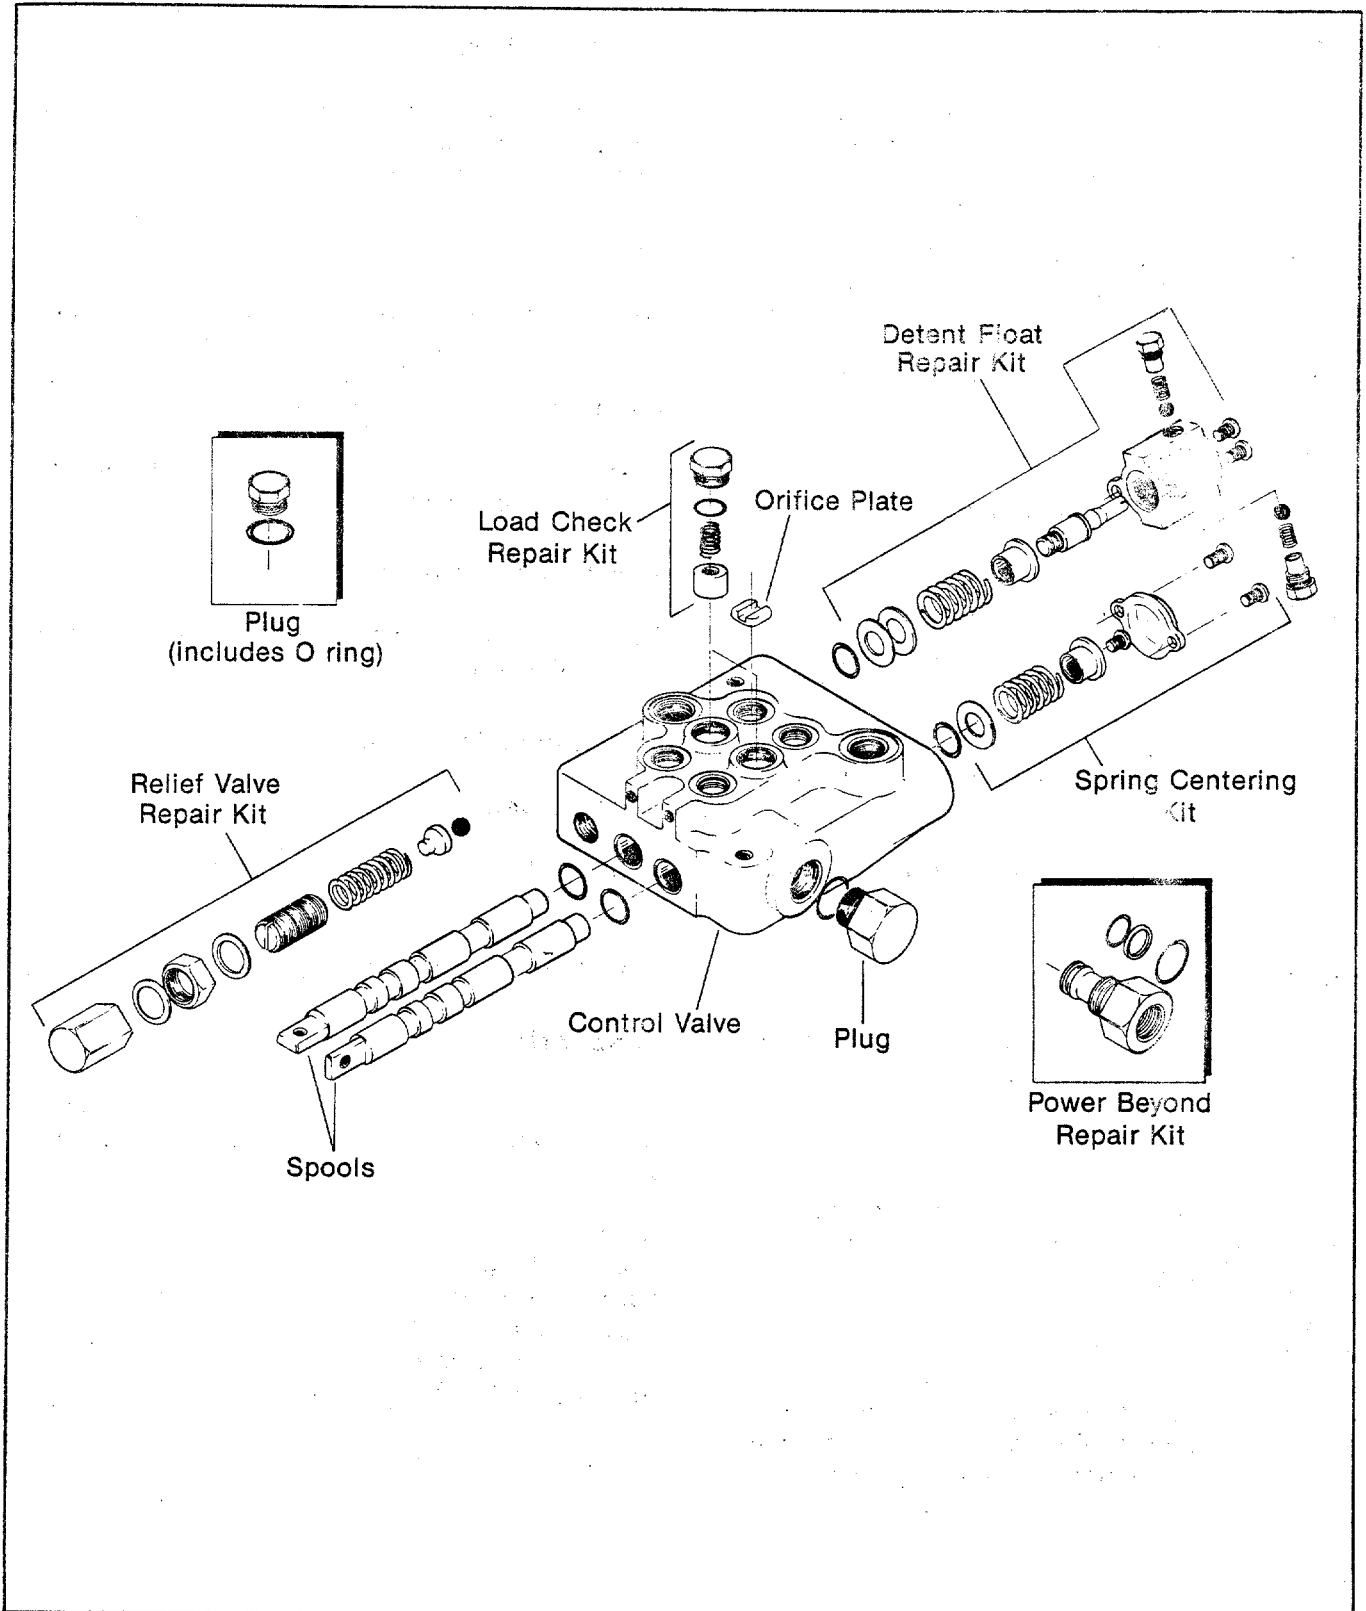 Detent Float
Repair Kit
Load Check
Repair Kit
Orifice Plate
Plug
(includes O ring)
Relief Valve
Repair Kit
Spring Centering
Kit
Control Valve
Plug
Power Beyond
Repair Kit
Spools